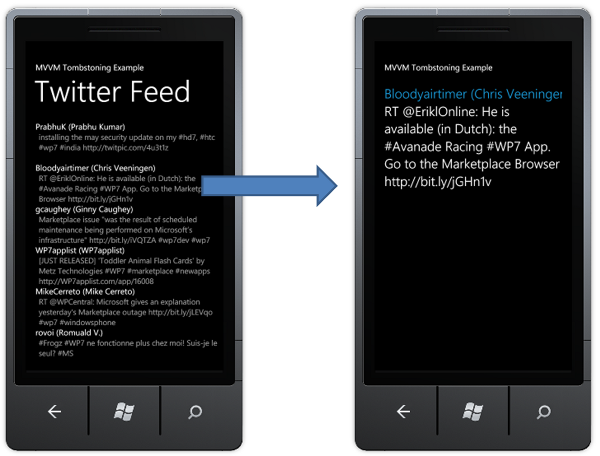 MVVM Tombstoning Example
Twitter Feed
PrabhuK (Prabhu Kumar)
installing the may security update on my #hd7, #htc
#wp7 #india http://twitpic.com/4u3t1z
Bloodyairtimer (Chris Veeningen)
RT @EriklOnline: He is available (in Dutch): the
#Avanade Racing #WP7 App. Go to the Marketp
Browser http://bit.ly/jGHn1v
gcaughey (Ginny Caughey)
Marketplace issue "was the result of scheduled
maintenance being performed on Microsoft's
infrastructure" http://bit.ly/iVQTZA #wp7dev #wp7
WP7applist (WP7applist)
[JUST RELEASED] 'Toddler Animal Flash Cards' by
Metz Technologies #WP7 #marketplace #newapps
http://WP7applist.com/app/16008
MikeCerreto (Mike Cerreto)
RT @WPCentral: Microsoft gives an explanation
yesterday's Marketplace outage http://bit.ly/jLEVqo
#wp7 #windowsphone
rovoi (Romuald V.)
#Frogz #WP7 ne fonctionne plus chez moi! Suis-je le
seul? #MS
MVVM Tombstoning Example
Bloodyairtimer (Chris Veeningen
RT @EriklOnline: He is
available (in Dutch): the
#Avanade Racing #WP7 App.
Go to the Marketplace Browser
http://bit.ly/jGHn1v